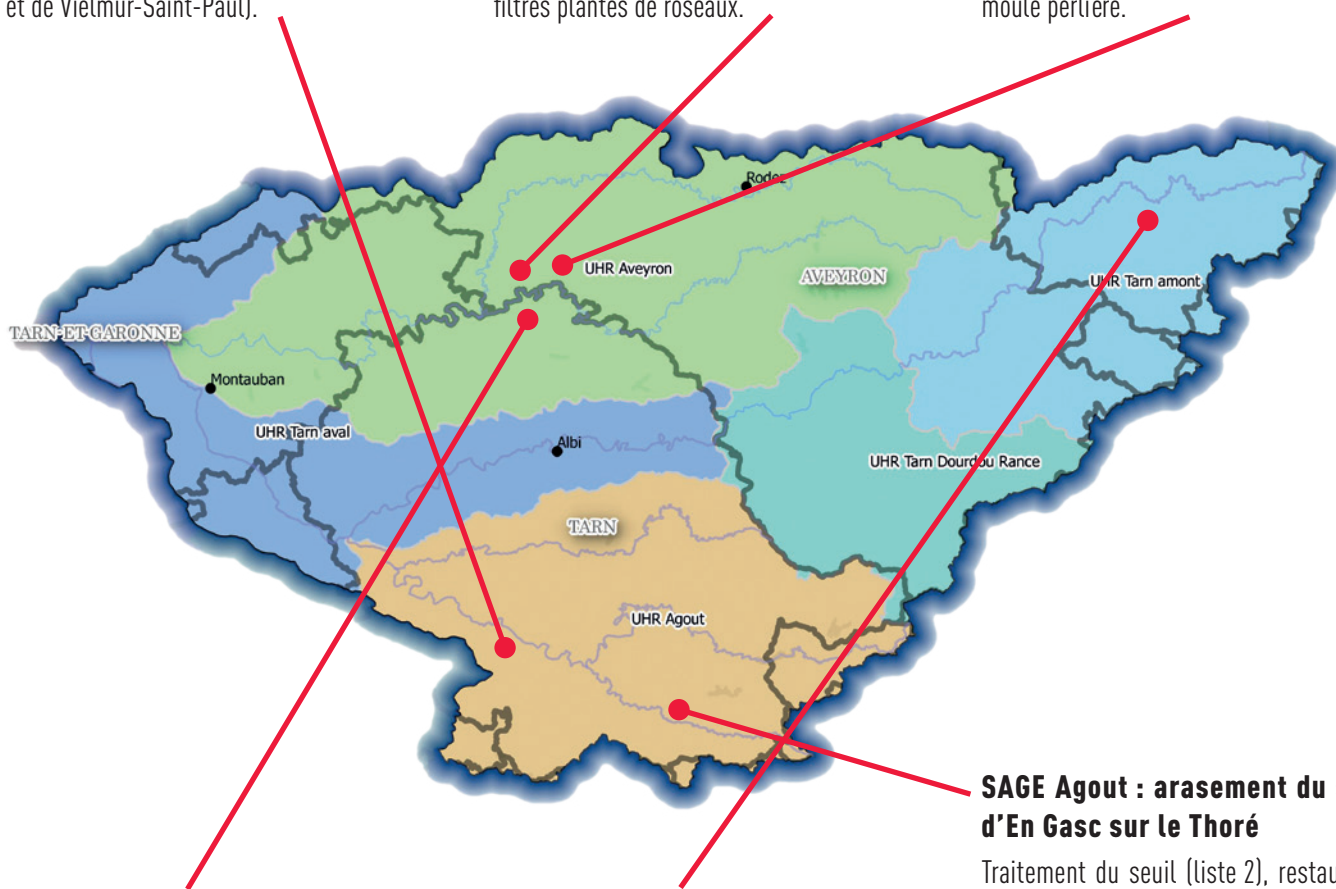 et de Vielmur-Saint-Paul).
filtres plantés de roseaux.
moule perlière.
Rodez
UHR Aveyron
AVEYRON
UHR Tarn amont
TARN-ET-GARONNE
Montauban
UHR Tarn aval
Albi
UHR Tarn Dourdou Rance
TARN
UHR Agout
SAGE Agout : arasement du
d’En Gasc sur le Thoré
Traitement du seuil (liste 2), restau